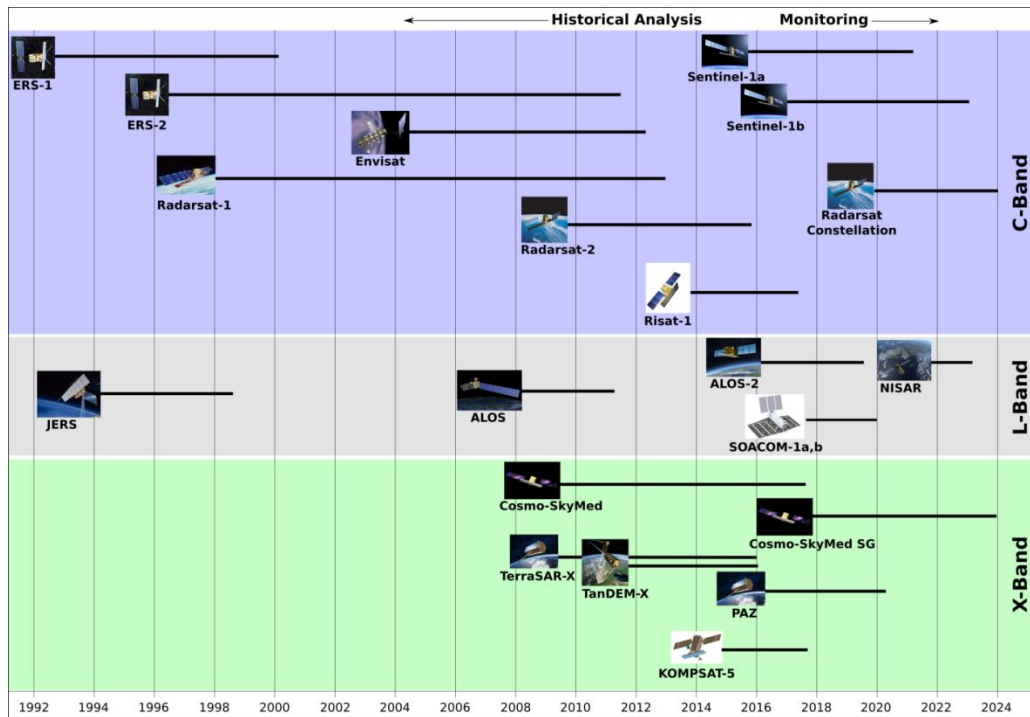 Historical Analysis
Monitoring
ERS-1
Sentinel-1a
ERS-2
Sentinel-1b
Envisat
Radarsat-1
Radarsat
Constellation
Radarsat-2
Risat-1
C-Band
ALOS-2
NISAR
JERS
ALOS
SOACOM-1a,b
L-Band
Cosmo-SkyMed
Cosmo-SkyMed SG
TerraSAR-X
TanDEM-X
PAZ
KOMPSAT-5
X-Band
1992 1994 1996 1998 2000 2002 2004 2006 2008 2010 2012 2014 2016 2018 2020 2022 2024